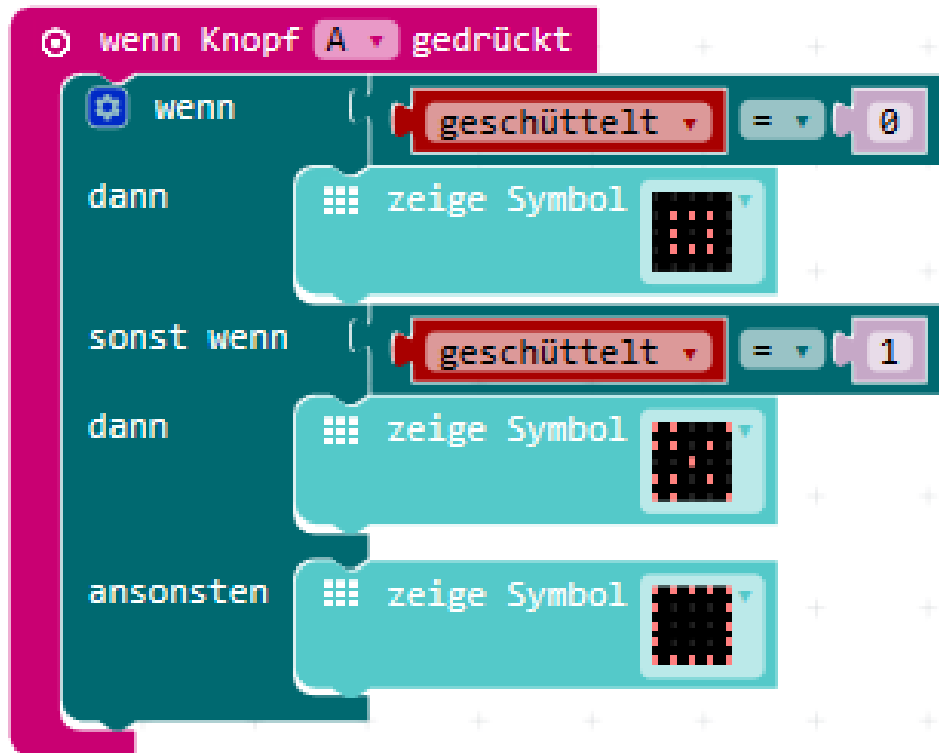 wenn Knopf A gedrückt
wenn geschüttelt = 0
dann zeige Symbol
sonst wenn geschüttelt = 1
dann zeige Symbol
ansonsten zeige Symbol